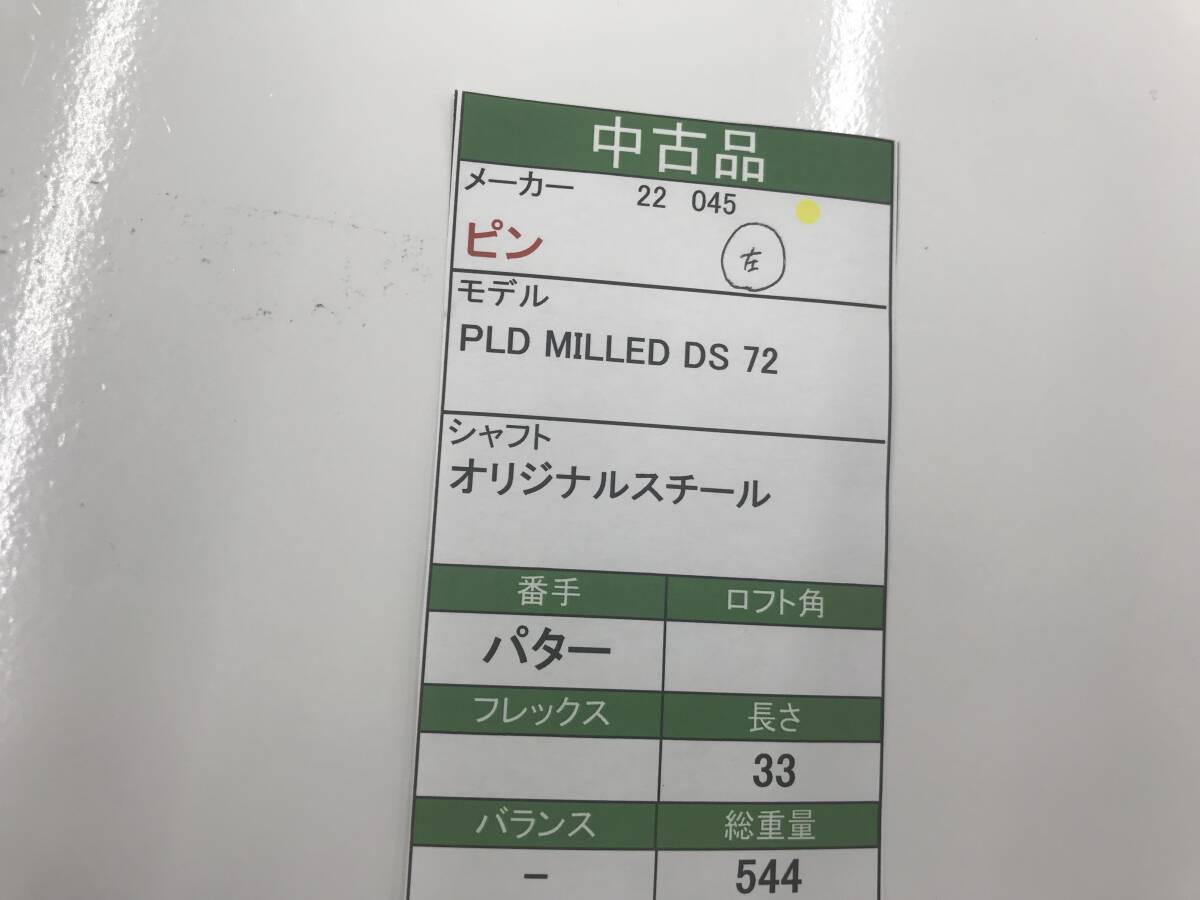 中古品
メーカー 22 045
ピン 左
モデル
PLD MILLED DS 72
シャフト
オリジナルスチール
番手 ロフト角
パター
フレックス 長さ
33
バランス 総重量
- 544